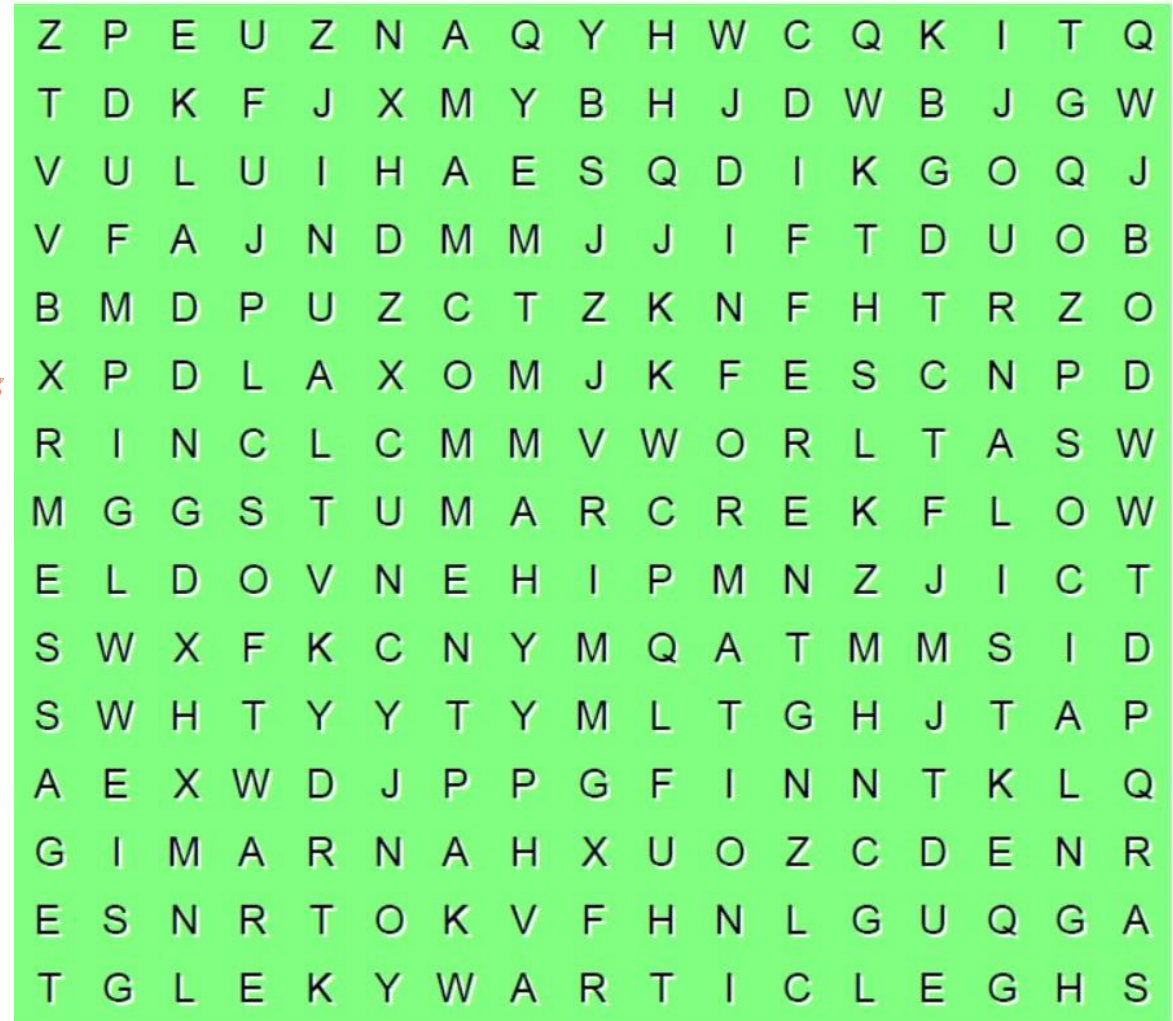 Z P E U Z N A Q Y H W C Q K I T Q
T D K F J X M Y B H J D W B J G W
V U L U I H A E S Q D I K G O Q J
V F A J N D M M J J I F T D U O B
B M D P U Z C T Z K N F H T R Z O
X P D L A X O M J K F E S C N P D
R I N C L C M M V W O R L T A S W
M G G S T U M A R C R E K F L O W
E L D O V N E H I P M N Z J I C T
S W X F K C N Y M Q A T M M S I D
S W H T Y Y T Y M L T G H J T A P
A E X W D J P P G F I N N T K L Q
G I M A R N A H X U O Z C D E N R
E S N R T O K V F H N L G U Q G A
T G L E K Y W A R T I C L E G H S